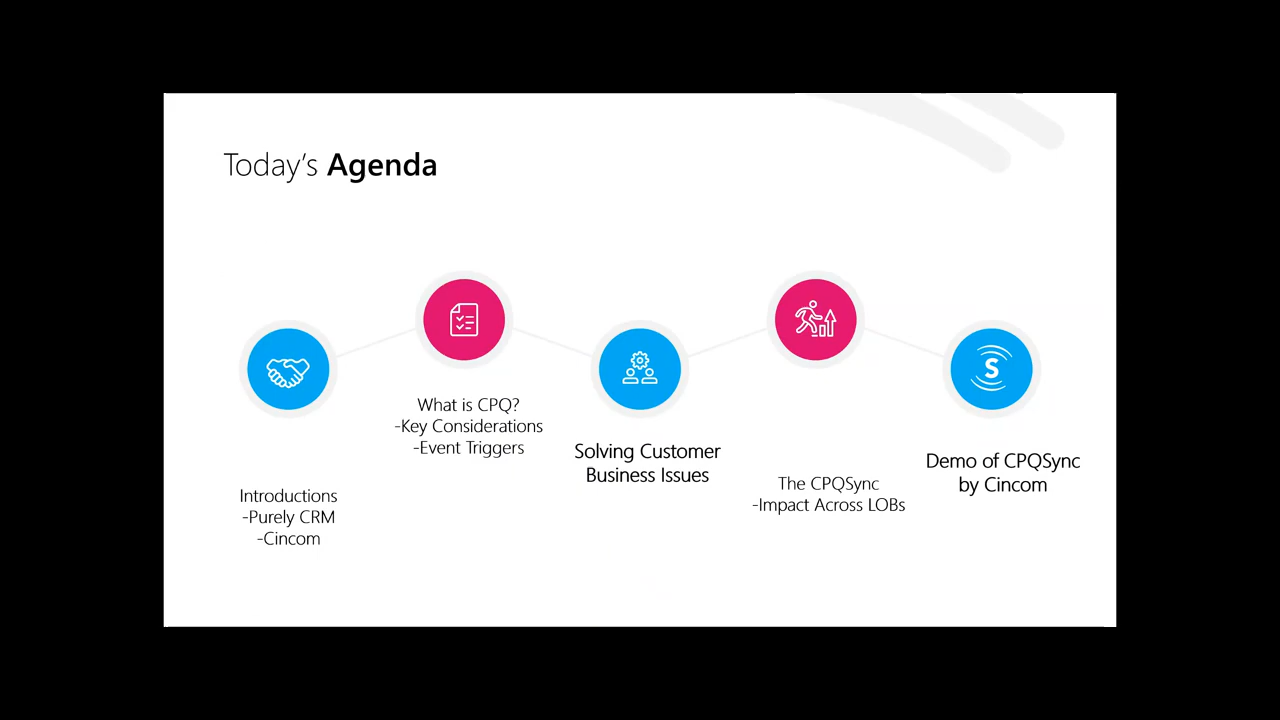 Today's Agenda
Introductions
-Purely CRM
-Cincom
What is CPQ?
-Key Considerations
-Event Triggers
Solving Customer
Business Issues
The CPQSync
-Impact Across LOBs
S
Demo of CPQSync
by Cincom